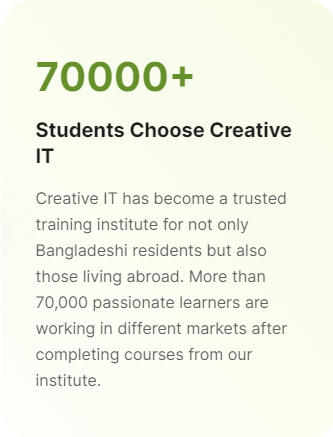 70000+
Students Choose Creative
IT
Creative IT has become a trusted
training institute for not only
Bangladeshi residents but also
those living abroad. More than
70,000 passionate learners are
working in different markets after
completing courses from our
institute.